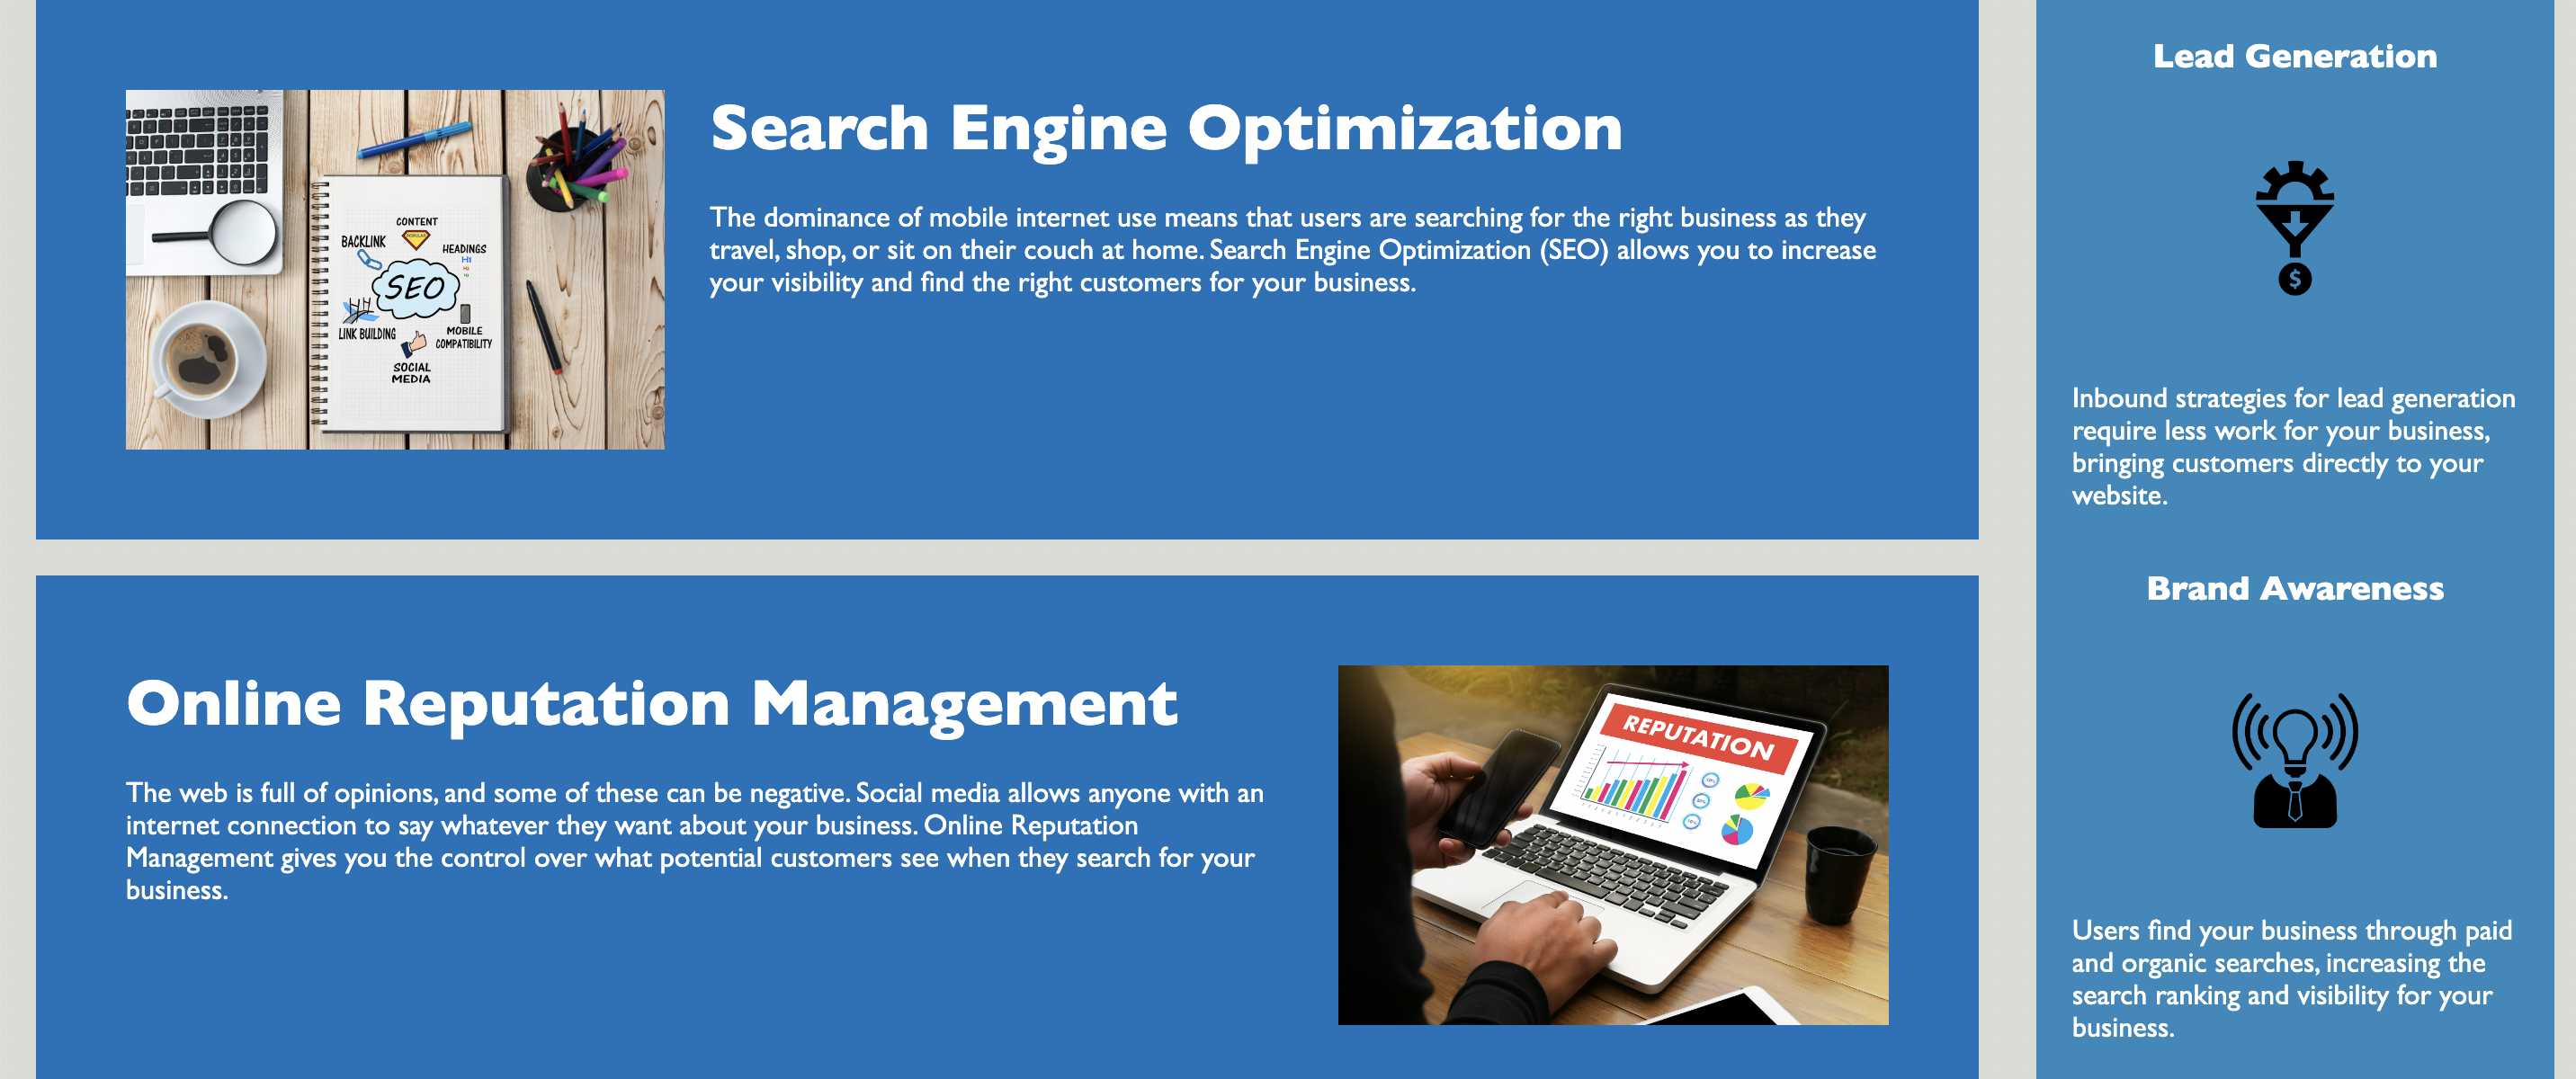 Search Engine Optimization
The dominance of mobile internet use means that users are searching for the right business as they
travel, shop, or sit on their couch at home. Search Engine Optimization (SEO) allows you to increase
your visibility and find the right customers for your business.
CONTENT
BACKLINK
HEADINGS
H1
SEO
LINK BUILDING
MOBILE
COMPATIBILITY
SOCIAL
MEDIA
Online Reputation Management
The web is full of opinions, and some of these can be negative. Social media allows anyone with an
internet connection to say whatever they want about your business. Online Reputation
Management gives you the control over what potential customers see when they search for your
business.
REPUTATION
Lead Generation
$
Inbound strategies for lead generation
require less work for your business,
bringing customers directly to your
website.
Brand Awareness
Users find your business through paid
and organic searches, increasing the
search ranking and visibility for your
business.